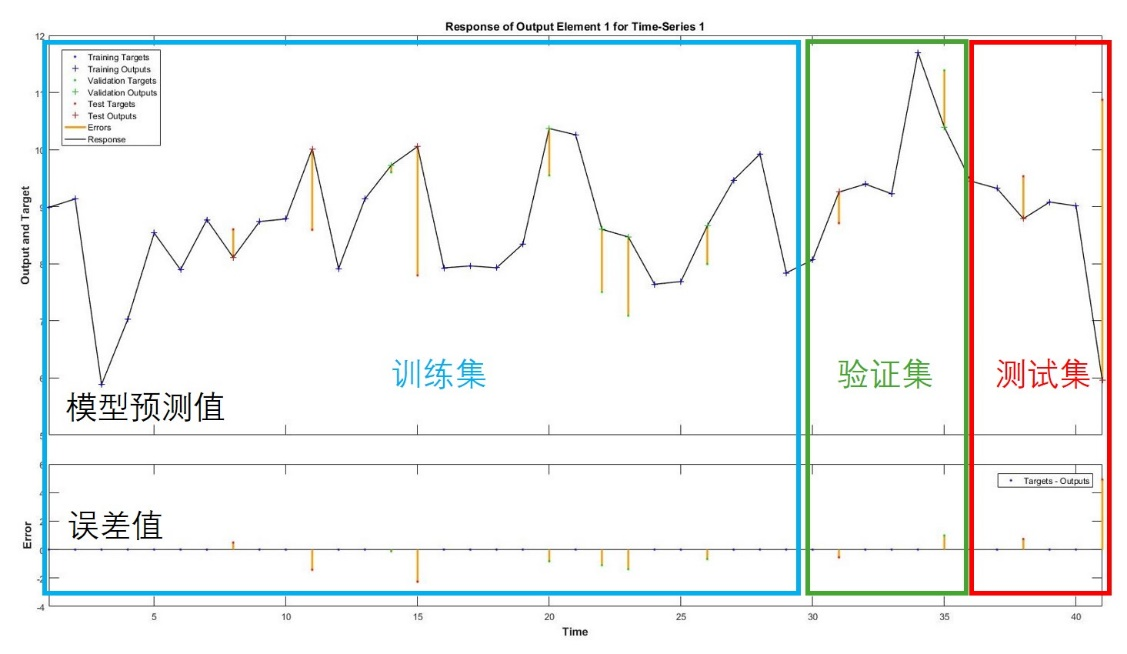 Response of Output Element 1 for Time-Series 1
12
11
10
9
8
7
6
5
Output and Target
Training Targets
Training Outputs
Validation Targets
Validation Outputs
Test Targets
Test Outputs
Errors
Response
训练集
验证集
测试集
模型预测值
6
4
2
0
-2
-4
Error
误差值
Targets - Outputs
5 10 15 20 25 30 35 40
Time